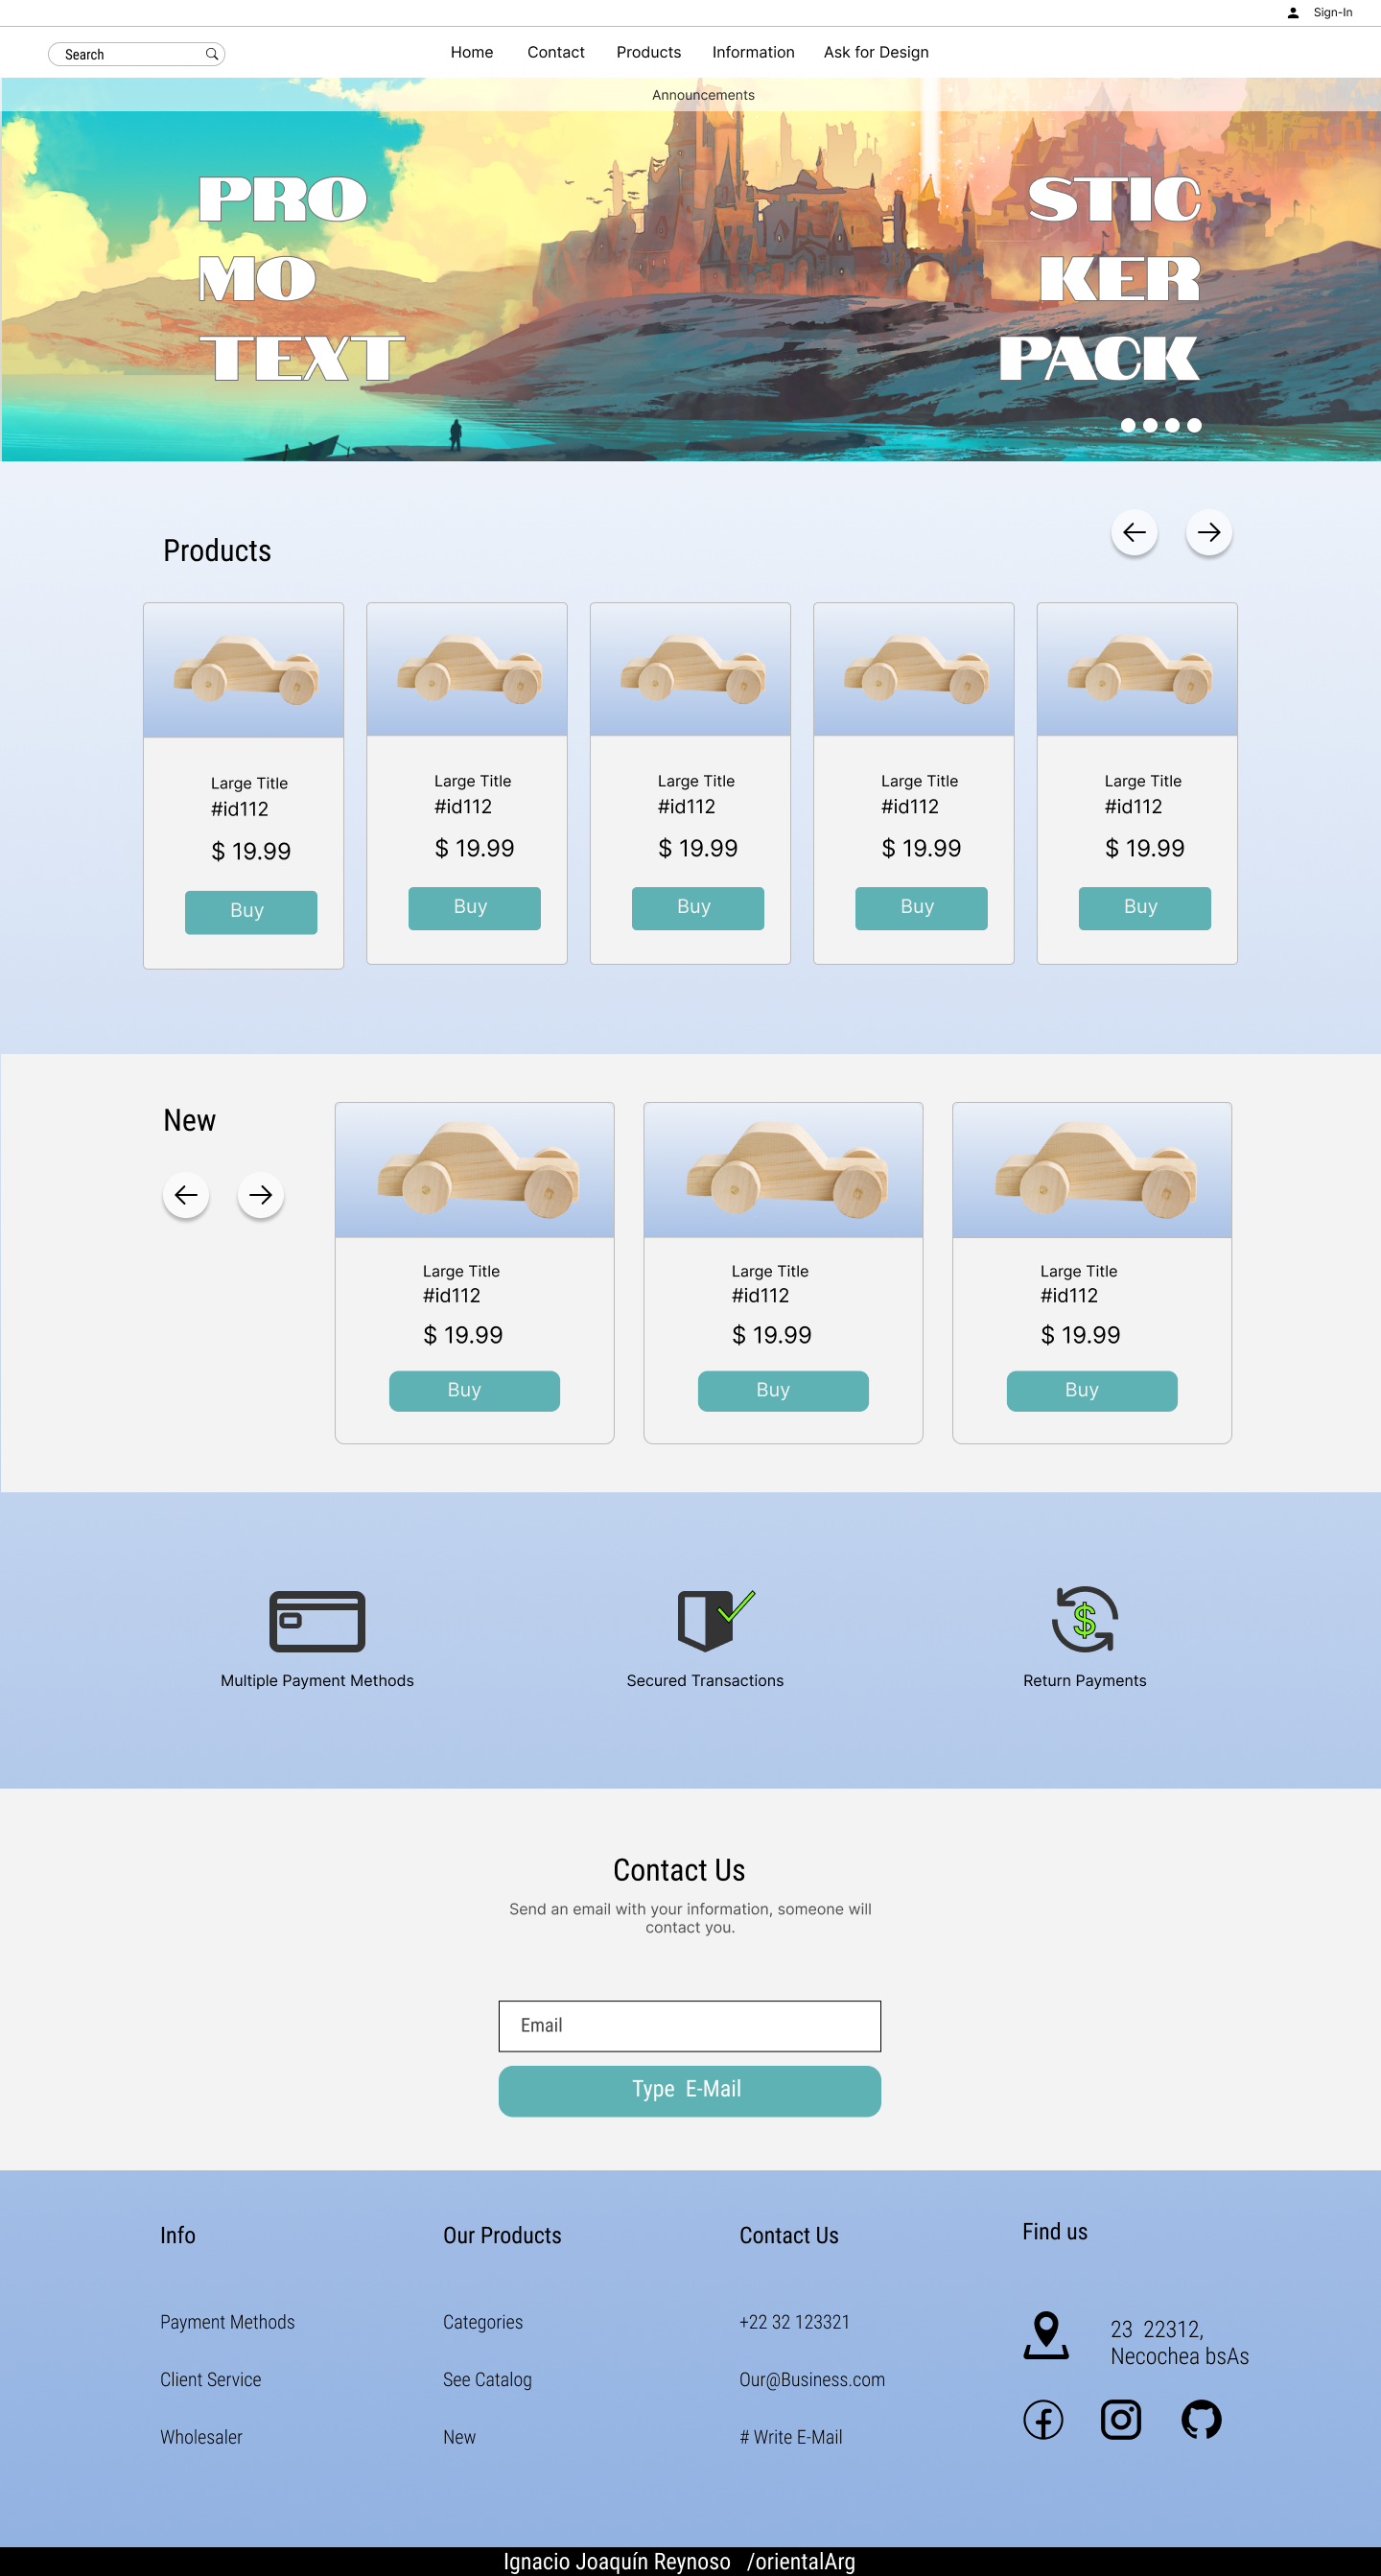 Sign-In
Search
Home
Contact
Products
Information
Ask for Design
Announcements
PRO
MO
TEXT
STIC
KER
PACK
Products
Large Title
#id112
$ 19.99
Buy
Large Title
#id112
$ 19.99
Buy
Large Title
#id112
$ 19.99
Buy
Large Title
#id112
$ 19.99
Buy
Large Title
#id112
$ 19.99
Buy
New
Large Title
#id112
$ 19.99
Buy
Large Title
#id112
$ 19.99
Buy
Large Title
#id112
$ 19.99
Buy
Multiple Payment Methods
Secured Transactions
Return Payments
Contact Us
Send an email with your information, someone will
contact you.
Email
Type E-Mail
Info
Payment Methods
Client Service
Wholesaler
Our Products
Categories
See Catalog
New
Contact Us
+22 32 123321
Our@Business.com
# Write E-Mail
Find us
23 22312,
Necochea bsAs
Ignacio Joaquín Reynoso /orientalArg